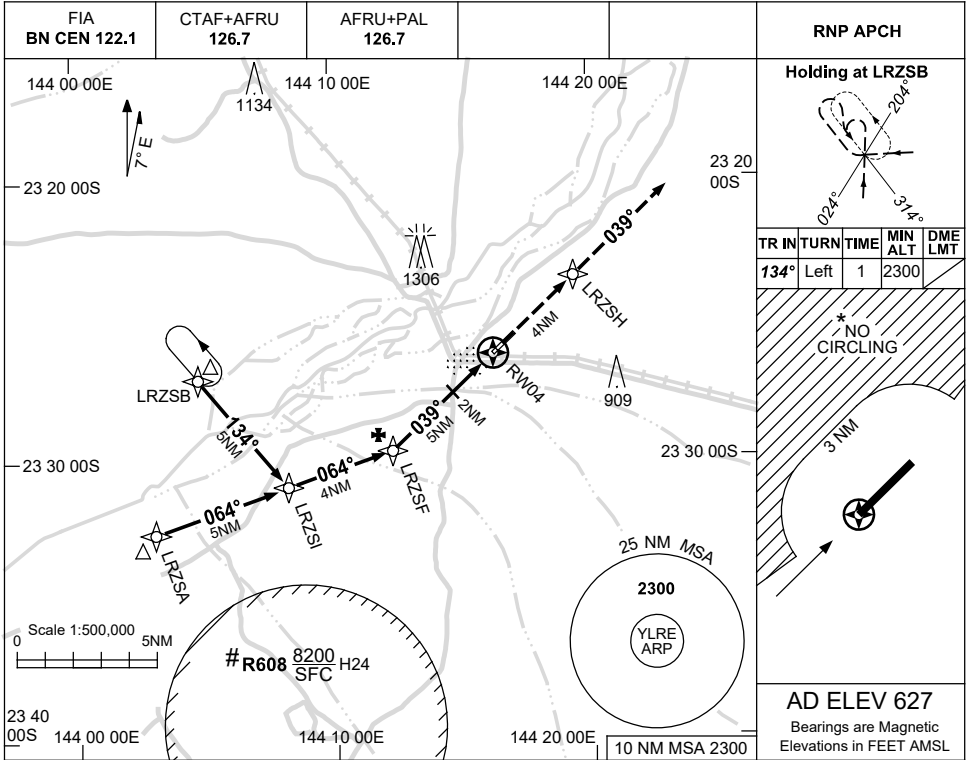 FIA
BN CEN 122.1
CTAF+AFRU
126.7
AFRU+PAL
126.7
RNP APCH
144 00 00E
144 10 00E
144 20 00E
7° E
1134
23 20 00S
23 20
00S
1306
039°
LRZSH
4NM
RW04
909
LRZSB
134°
5NM
039°
5NM
2NM
23 30 00S
23 30 00S
064°
4NM
LRZSF
064°
5NM
LRZSI
LRZSA
25 NM MSA
2300
YLRE
ARP
Scale 1:500,000
0
5NM
# R608 8200
SFC H24
23 40
00S
144 00 00E
144 10 00E
144 20 00E
10 NM MSA 2300
Holding at LRZSB
204°
024°
314°
TR IN TURN TIME MIN ALT DME LMT
134° Left 1 2300
*NO
CIRCLING
3 NM
AD ELEV 627
Bearings are Magnetic
Elevations in FEET AMSL